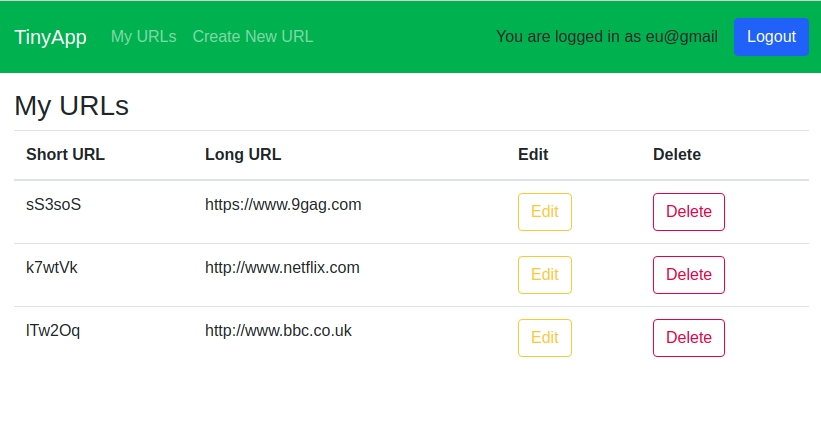 TinyApp My URLs Create New URL You are logged in as eu@gmail Logout
My URLs
Short URL Long URL Edit Delete
sS3soS https://www.9gag.com Edit Delete
k7wtVk http://www.netflix.com Edit Delete
lTw2Oq http://www.bbc.co.uk Edit Delete